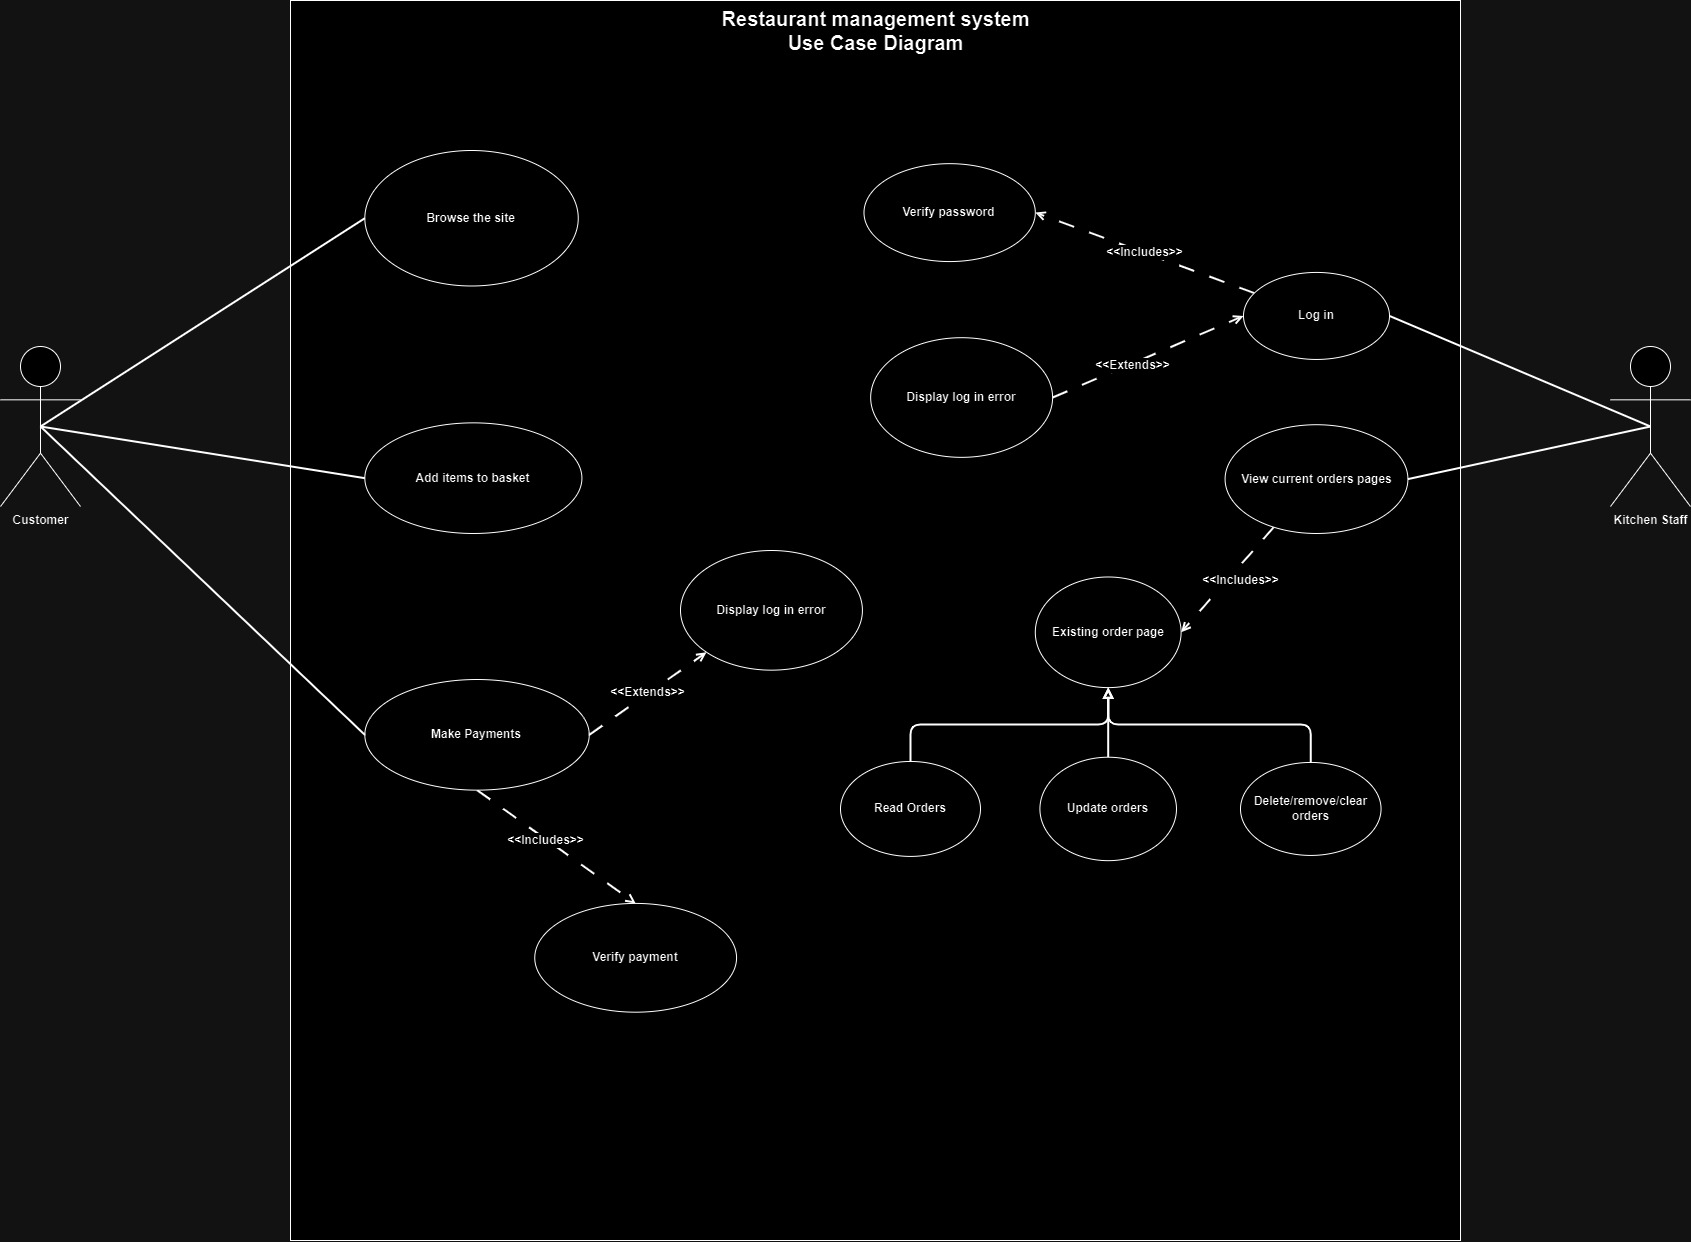 Restaurant management system
Use Case Diagram
Browse the site
Verify password
<<Includes>>
Log in
<<Extends>>
Display log in error
Add items to basket
View current orders pages
Customer
Kitchen Staff
<<Includes>>
Display log in error
Existing order page
<<Extends>>
Make Payments
Read Orders
Update orders
Delete/remove/clear
orders
<<Includes>>
Verify payment